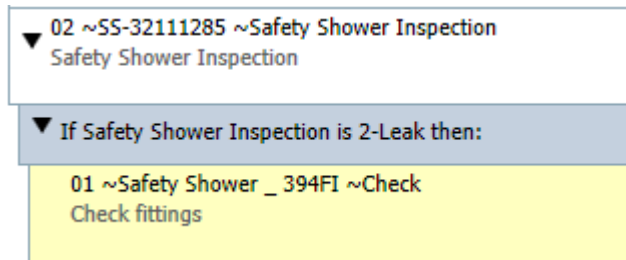 02 ~SS-32111285 ~Safety Shower Inspection
Safety Shower Inspection
If Safety Shower Inspection is 2-Leak then:
01 ~Safety Shower _ 394FI ~Check
Check fittings